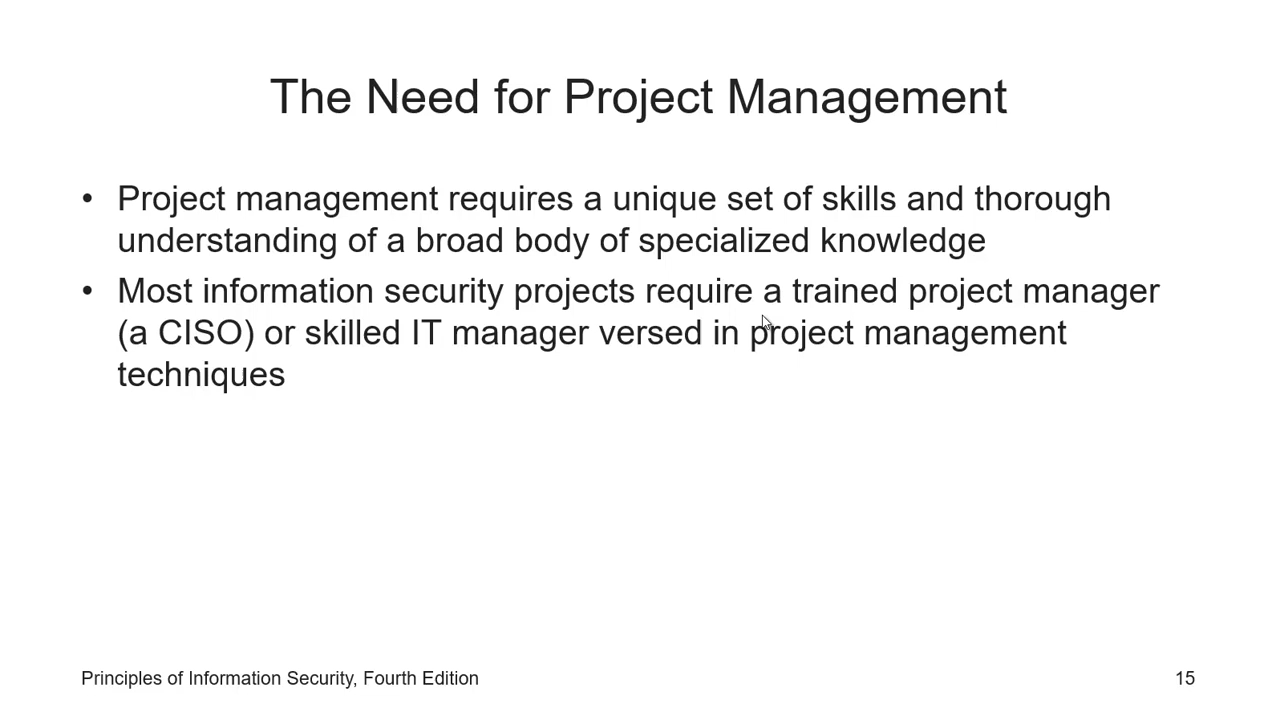 The Need for Project Management
• Project management requires a unique set of skills and thorough
understanding of a broad body of specialized knowledge
• Most information security projects require a trained project manager
(a CISO) or skilled IT manager versed in project management
techniques
Principles of Information Security, Fourth Edition 15